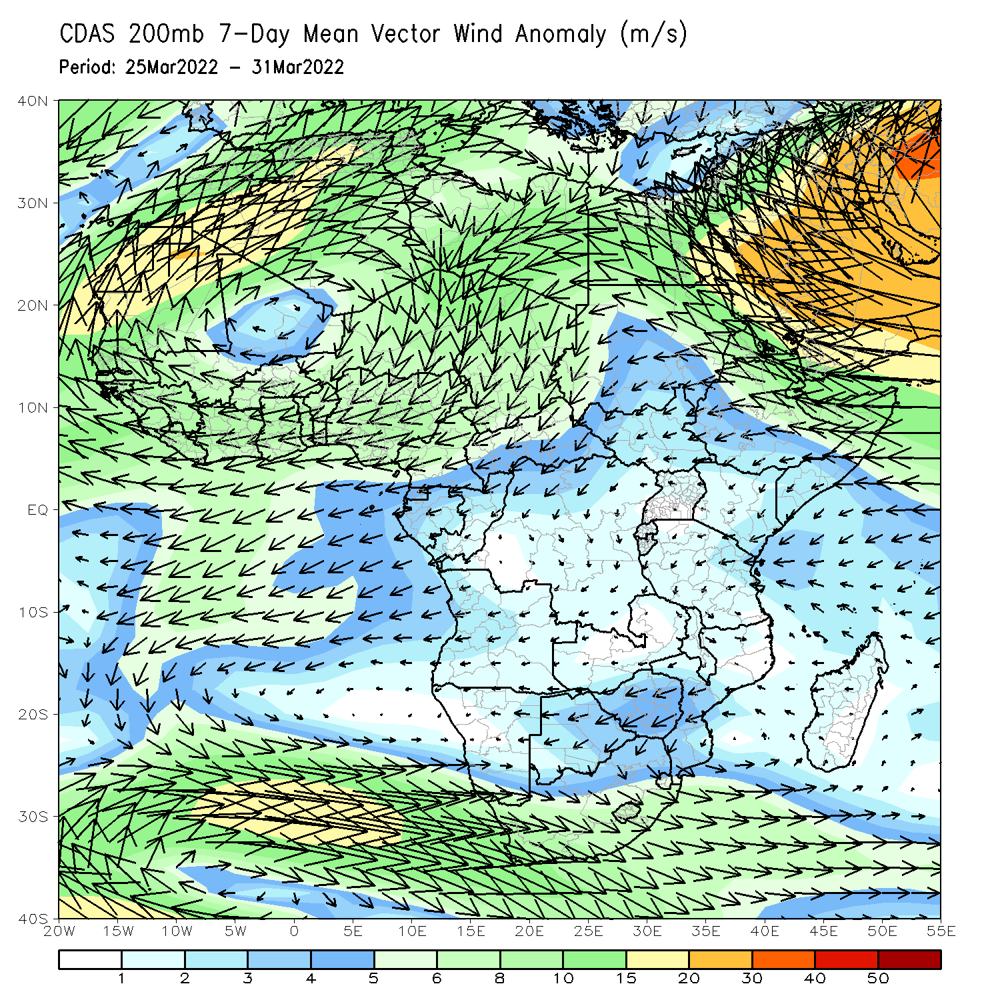 CDAS 200mb 7-Day Mean Vector Wind Anomaly (m/s)
Period: 25Mar2022 - 31Mar2022
40N
30N
20N
10N
EQ
10S
20S
30S
40S
20W 15W 10W 5W 0 5E 10E 15E 20E 25E 30E 35E 40E 45E 50E 55E
1 2 3 4 5 6 8 10 15 20 30 40 50